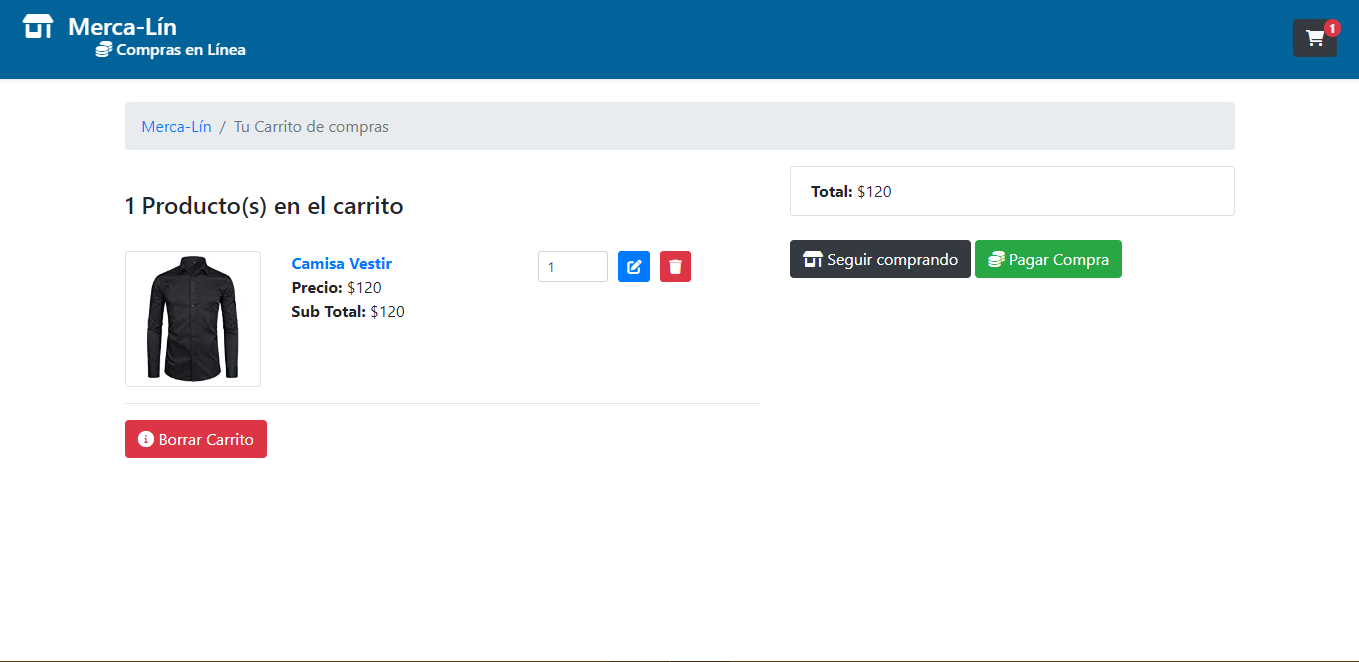 Merca-Lín
Compras en Línea
1
Merca-Lín / Tu Carrito de compras
1 Producto(s) en el carrito
Camisa Vestir
Precio: $120
Sub Total: $120
1
Borrar Carrito
Total: $120
Seguir comprando
Pagar Compra